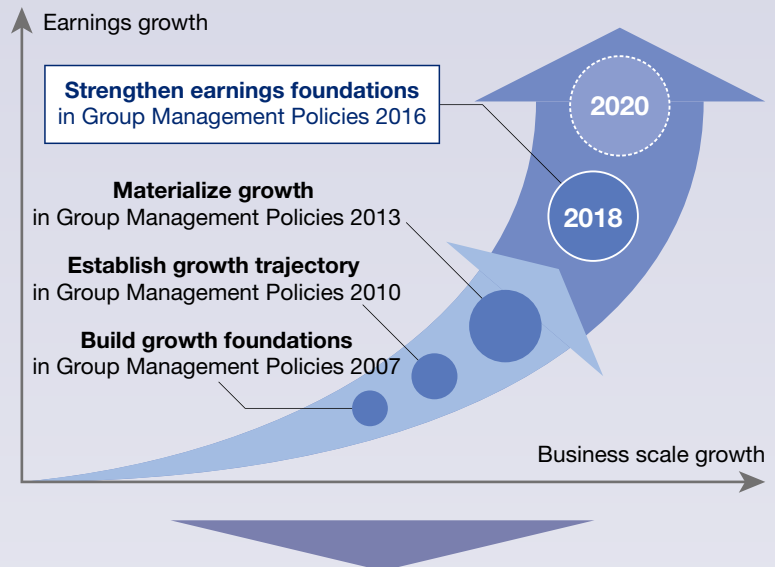 Earnings growth
Strengthen earnings foundations
in Group Management Policies 2016
2020
Materialize growth
in Group Management Policies 2013
2018
Establish growth trajectory
in Group Management Policies 2010
Build growth foundations
in Group Management Policies 2007
Business scale growth